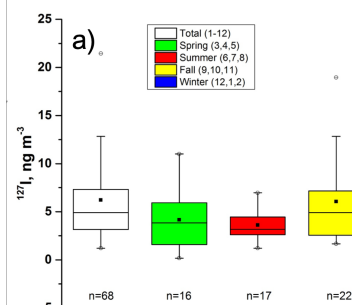 25
20
15
10
5
0
-5
127I, ng m-3
a)
Total (1-12)
Spring (3,4,5)
Summer (6,7,8)
Fall (9,10,11)
Winter (12,1,2)
n=68
n=16
n=17
n=22